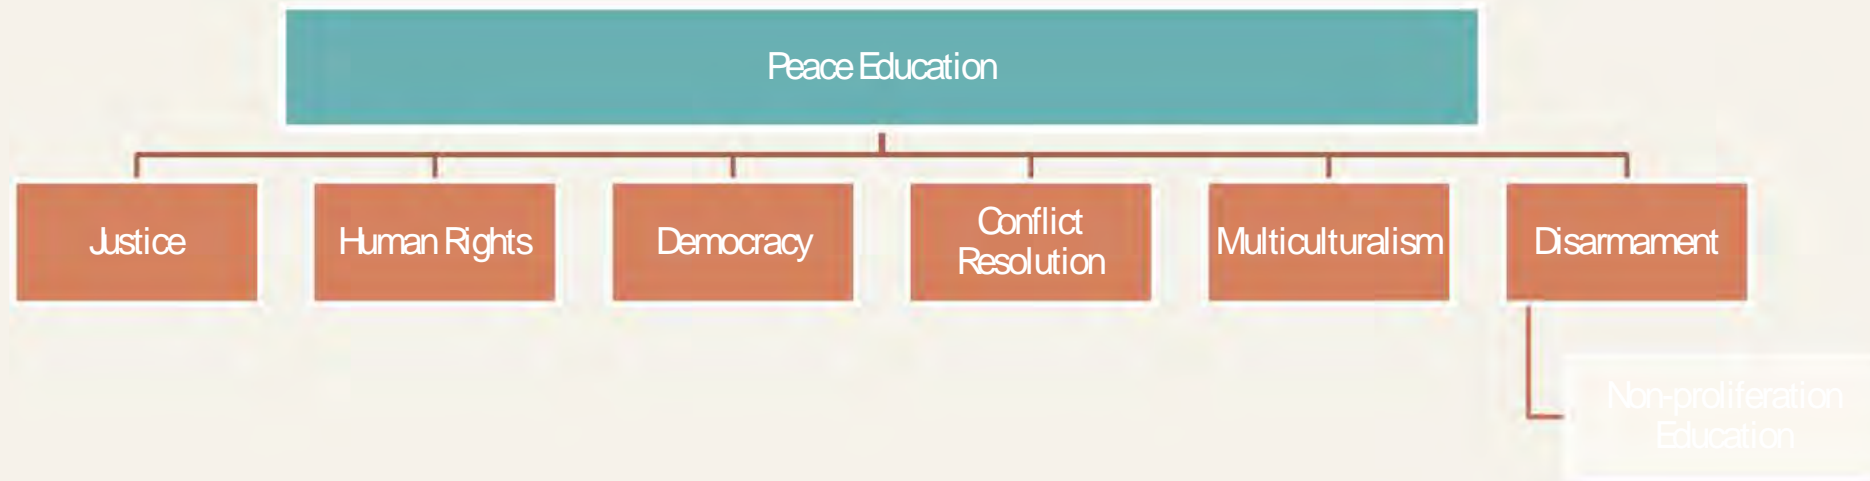 Peace Education
Justice
Human Rights
Democracy
Conflict
Resolution
Multiculturalism
Disarmament
Non-proliferation
Education